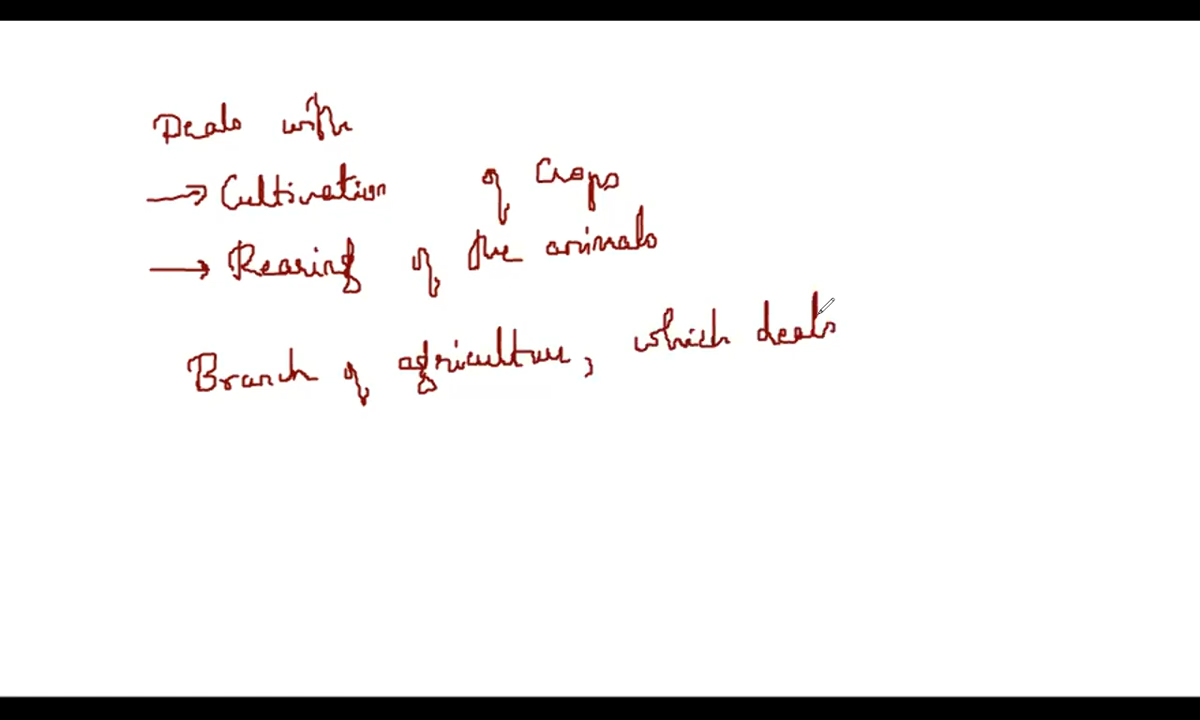 Deals with
→ Cultivation of Crops
→ Rearing of the animals
Branch of agriculture, which deals